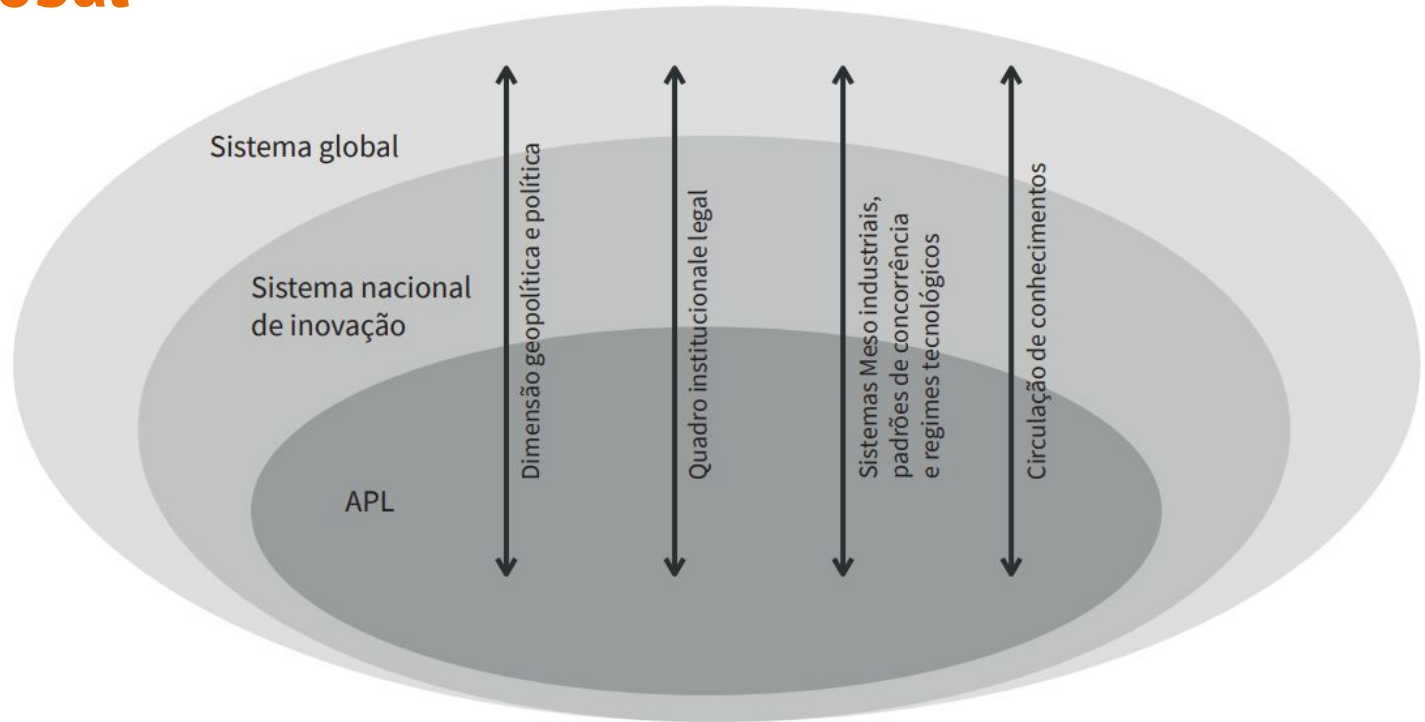 Sistema global
Sistema nacional
de inovação
APL
Dimensão geopolítica e política
Quadro institucionale legal
Sistemas Meso industriais,
padrões de concorrência
e regimes tecnológicos
Circulação de conhecimentos